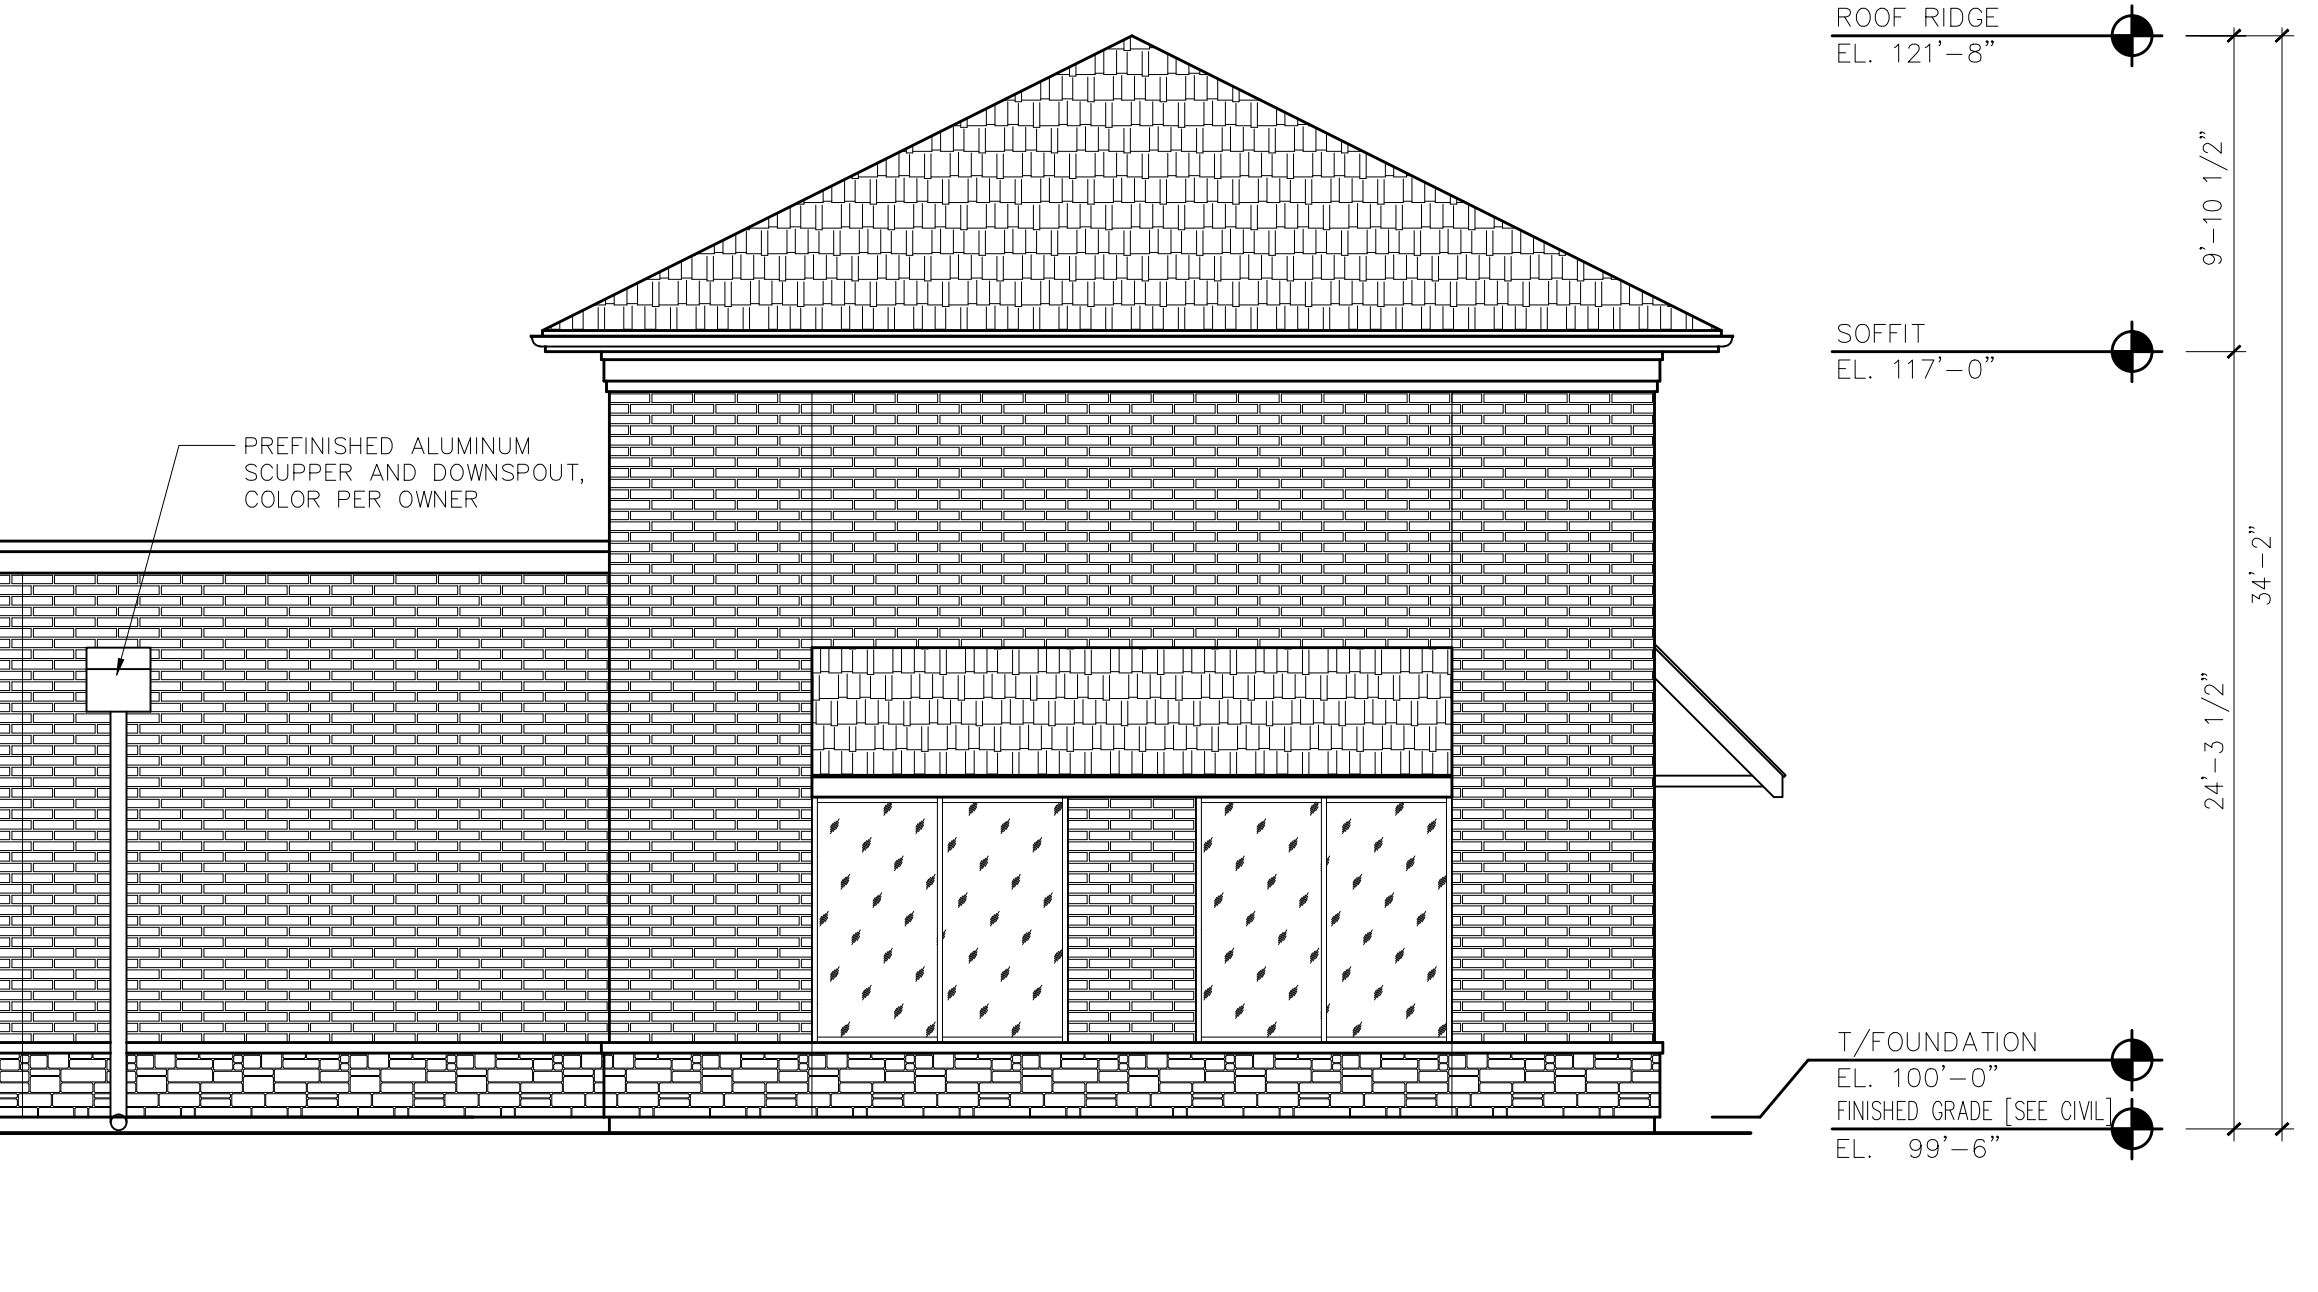 ROOF RIDGE
EL. 121'-8"
9'-10 1/2"
SOFFIT
EL. 117'-0"
PREFINISHED ALUMINUM
SCUPPER AND DOWNSPOUT,
COLOR PER OWNER
34'-2"
24'-3 1/2"
T/FOUNDATION
EL. 100'-0"
FINISHED GRADE [SEE CIVIL]
EL. 99'-6"